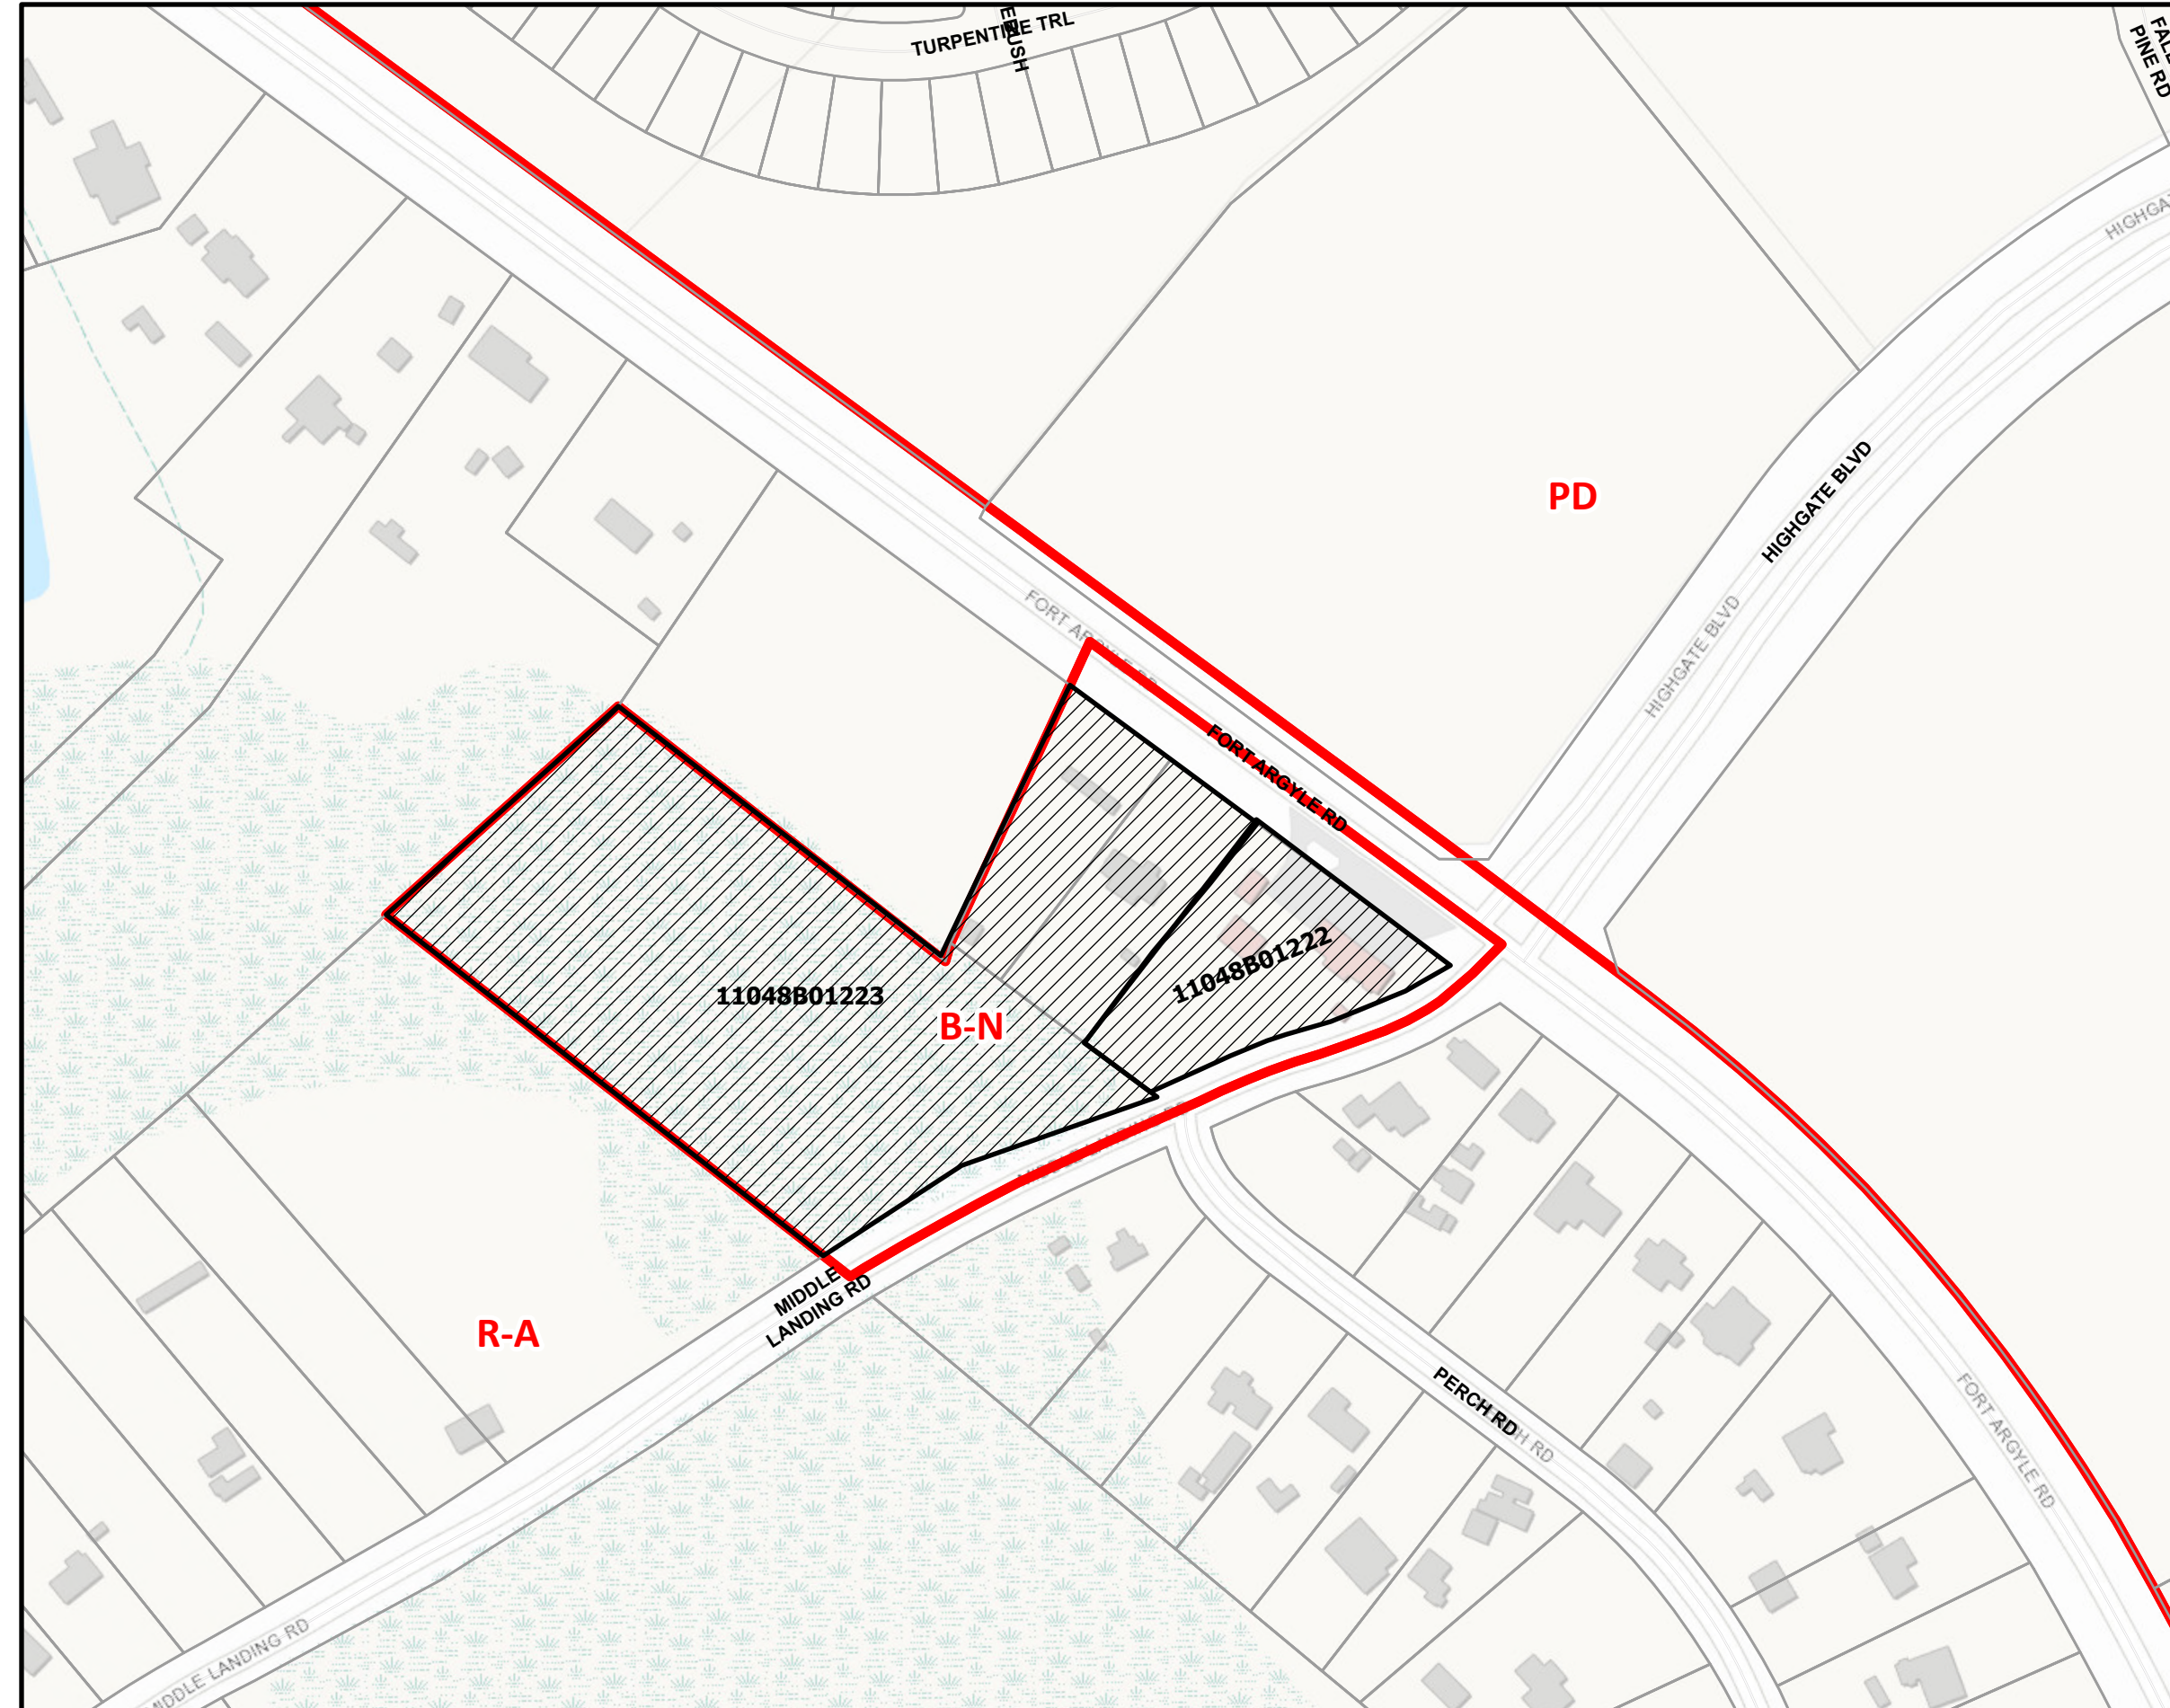 TURPENTINE TRL
PINE RD
HIGHGATE BLVD
PD
HIGHGATE BLVD
FORT ARGYLE RD
FORT ARGYLE RD
11048B01222
11048B01223
B-N
MIDDLE
LANDING RD
R-A
PERCH RD
FORT ARGYLE RD
MIDDLE LANDING RD